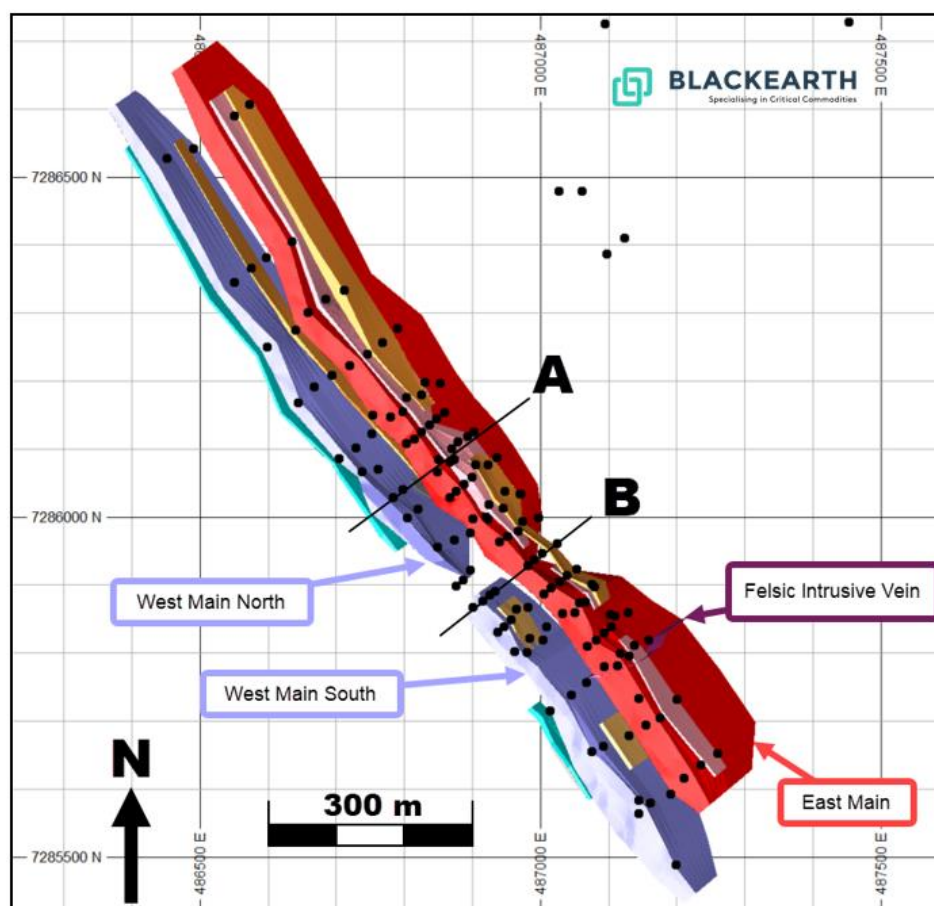 486500 E
487000 E
487500 E
BLACKEARTH
Specialising in Critical Commodities
7286500 N
A
7286000 N
B
West Main North
Felsic Intrusive Vein
West Main South
N
300 m
East Main
7285500 N
486500 E
487000 E
487500 E